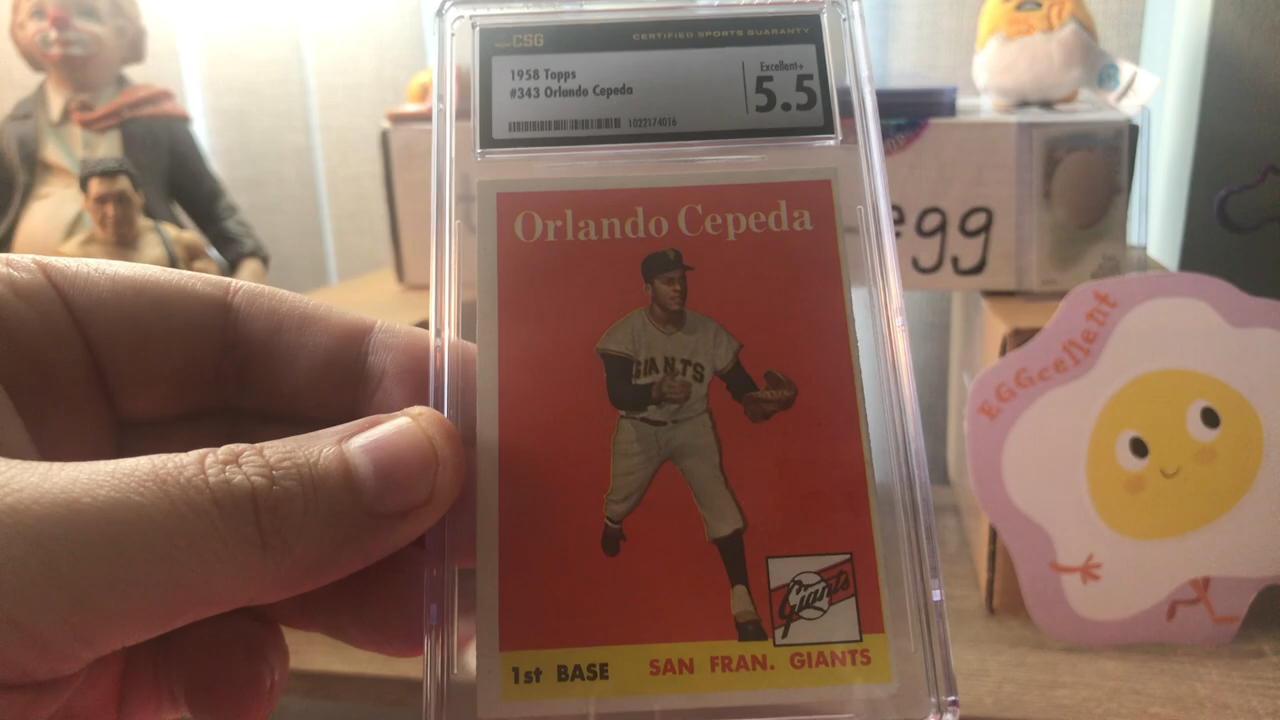 CSG
CERTIFIED SPORTS GUARANTY
1958 Topps
#343 Orlando Cepeda
Excellent+
5.5
1022174016
Orlando Cepeda
GIANTS
Giants
1st BASE
SAN FRAN. GIANTS
egg
EGGcellent